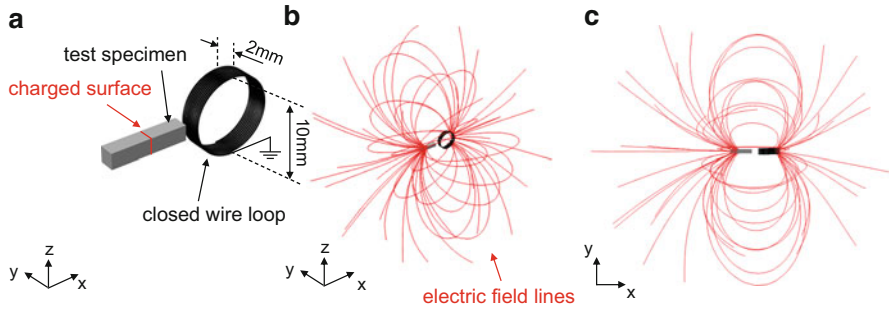 a
test specimen
charged surface
2mm
10mm
closed wire loop
z
y
x
b
z
y
x
electric field lines
c
y
x